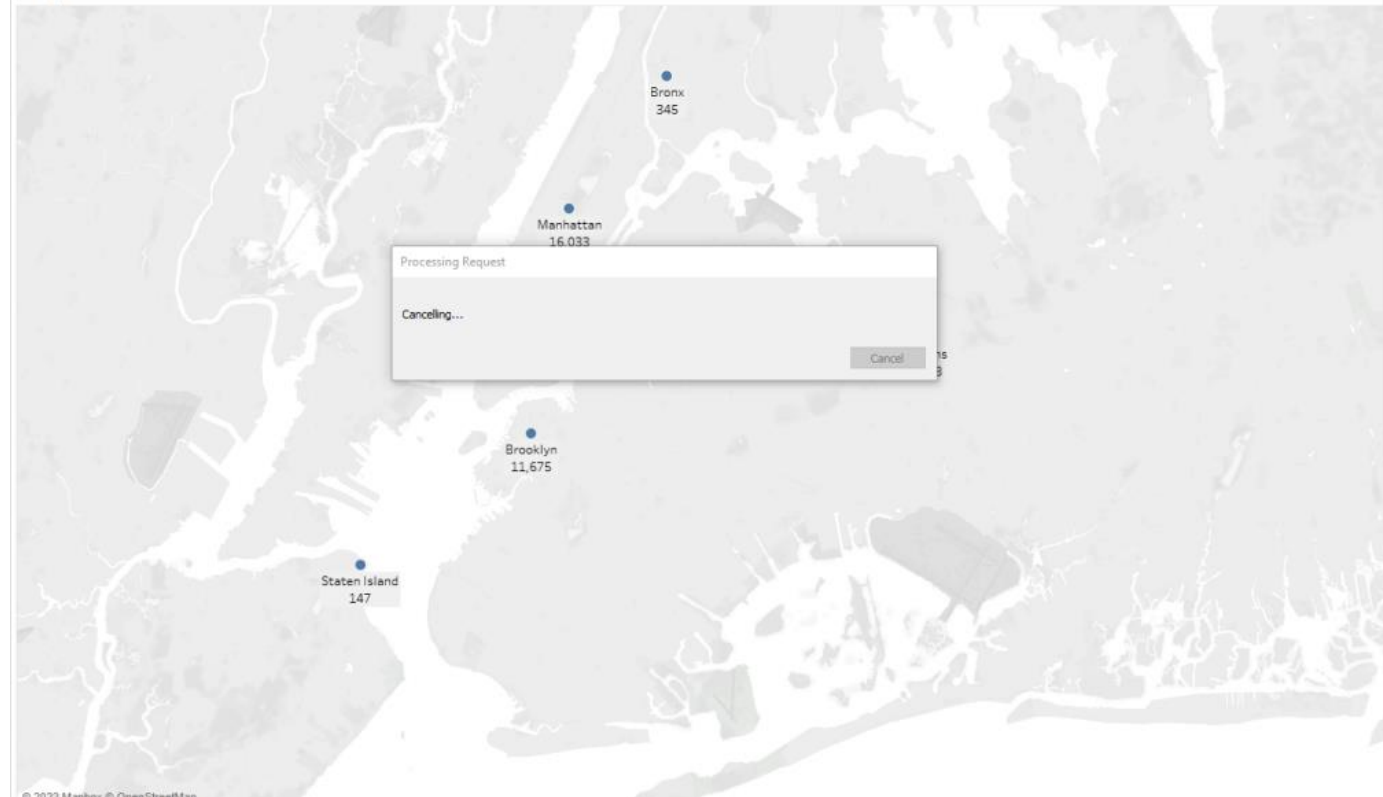 Bronx
345
Manhattan
16,033
Processing Request
Cancelling...
Cancel
Brooklyn
11,675
Staten Island
147